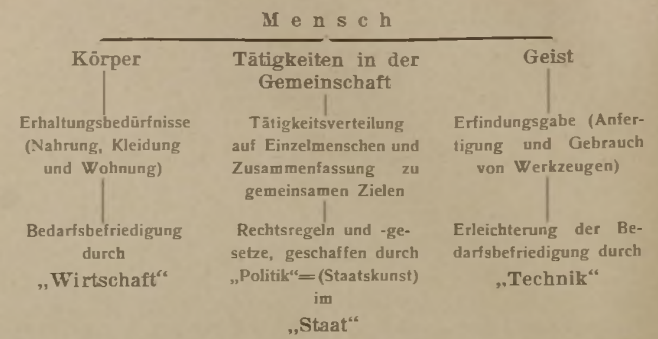 Mensch
Körper
Erhaltungsbedürfnisse
(Nahrung, Kleidung
und Wohnung)
Bedarfsbefriedigung
durch
„Wirtschaft“
Tätigkeiten in der
Gemeinschaft
Tätigkeitsverteilung
auf Einzelmenschen und
Zusammenfassung zu
gemeinsamen Zielen
Rechtsregeln und -ge-
setze, geschaffen durch
„Politik“=(Staatskunst)
im
„Staat“
Geist
Erfindungsgabe (Anfer-
tigung und Gebrauch
von Werkzeugen)
Erleichterung der Be-
darfsbefriedigung durch
„Technik“